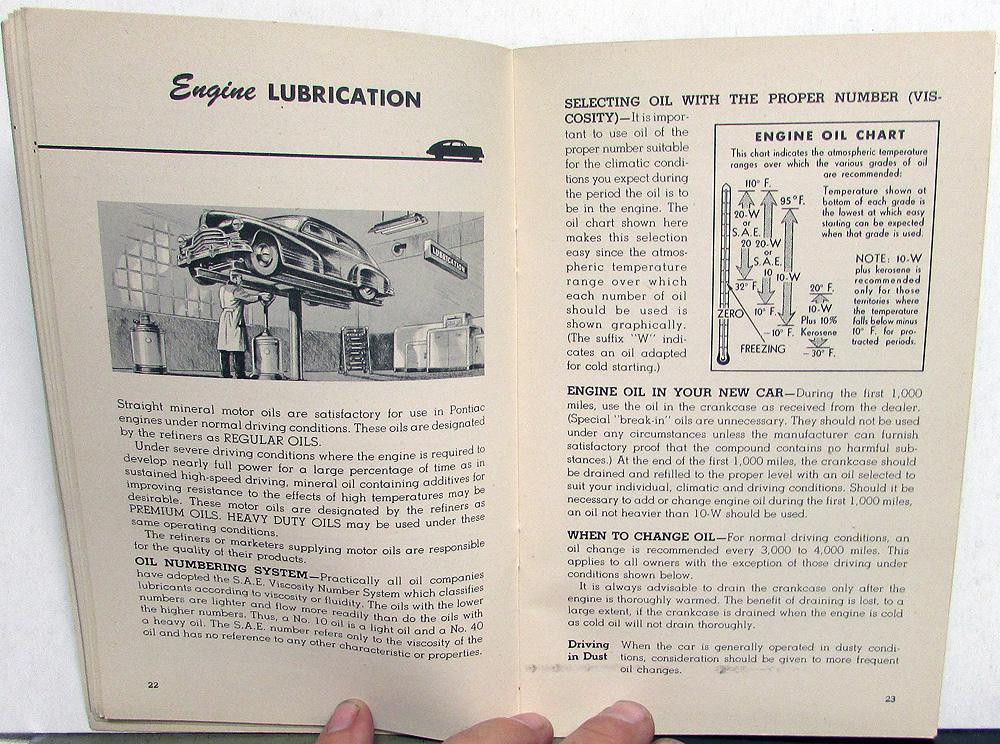 Engine LUBRICATION
LUBRICATION
Straight mineral motor oils are satisfactory for use in Pontiac
engines under normal driving conditions. These oils are designated
by the refiners as REGULAR OILS.
Under severe driving conditions where the engine is required to
develop nearly full power for a large percentage of time as in
sustained high-speed driving, mineral oil containing additives for
improving resistance to the effects of high temperatures may be
desirable. These motor oils are designated by the refiners as
PREMIUM OILS. HEAVY DUTY OILS may be used under these
same operating conditions.
The refiners or marketers supplying motor oils are responsible
for the quality of their products.
OIL NUMBERING SYSTEM—Practically all oil companies
have adopted the S.A.E. Viscosity Number System which classifies
lubricants according to viscosity or fluidity. The oils with the lower
numbers are lighter and flow more readily than do the oils with
the higher numbers. Thus, a No. 10 oil is a light oil and a No. 40
a heavy oil. The S.A.E. number refers only to the viscosity of the
oil and has no reference to any other characteristic or properties.
22
SELECTING OIL WITH THE PROPER NUMBER (VIS-
COSITY)—It is impor-
tant to use oil of the
proper number suitable
for the climatic condi-
tions you expect during
the period the oil is to
be in the engine. The
oil chart shown here
makes this selection
easy since the atmos-
pheric temperature
range over which
each number of oil
should be used is
shown graphically.
(The suffix "W" indi-
cates an oil adapted
for cold starting.)
ENGINE OIL CHART
This chart indicates the atmospheric temperature
ranges over which the various grades of oil
are recommended:
110° F.
95°F.
20-W
or
S.A.E.
20
32° F.
20-W
or
S.A.E.
10
10° F.
10-W
-10° F.
20° F.
10-W
Plus 10%
Kerosene
-30° F.
ZERO
FREEZING
Temperature shown at
bottom of each grade is
the lowest at which easy
starting can be expected
when that grade is used.
NOTE: 10-W
plus kerosene is
recommended
only for those
territories where
the temperature
falls below minus
10° F. for pro-
tracted periods.
ENGINE OIL IN YOUR NEW CAR—During the first 1,000
miles, use the oil in the crankcase as received from the dealer.
(Special "break-in" oils are unnecessary. They should not be used
under any circumstances unless the manufacturer can furnish
satisfactory proof that the compound contains no harmful sub-
stances.) At the end of the first 1,000 miles, the crankcase should
be drained and refilled to the proper level with an oil selected to
suit your individual, climatic and driving conditions. Should it be
necessary to add or change engine oil during the first 1,000 miles,
an oil not heavier than 10-W should be used.
WHEN TO CHANGE OIL—For normal driving conditions, an
oil change is recommended every 3,000 to 4,000 miles. This
applies to all owners with the exception of those driving under
conditions shown below.
It is always advisable to drain the crankcase only after the
engine is thoroughly warmed. The benefit of draining is lost, to a
large extent, if the crankcase is drained when the engine is cold
as cold oil will not drain thoroughly.
Driving
in Dust
When the car is generally operated in dusty condi-
tions, consideration should be given to more frequent
oil changes.
23